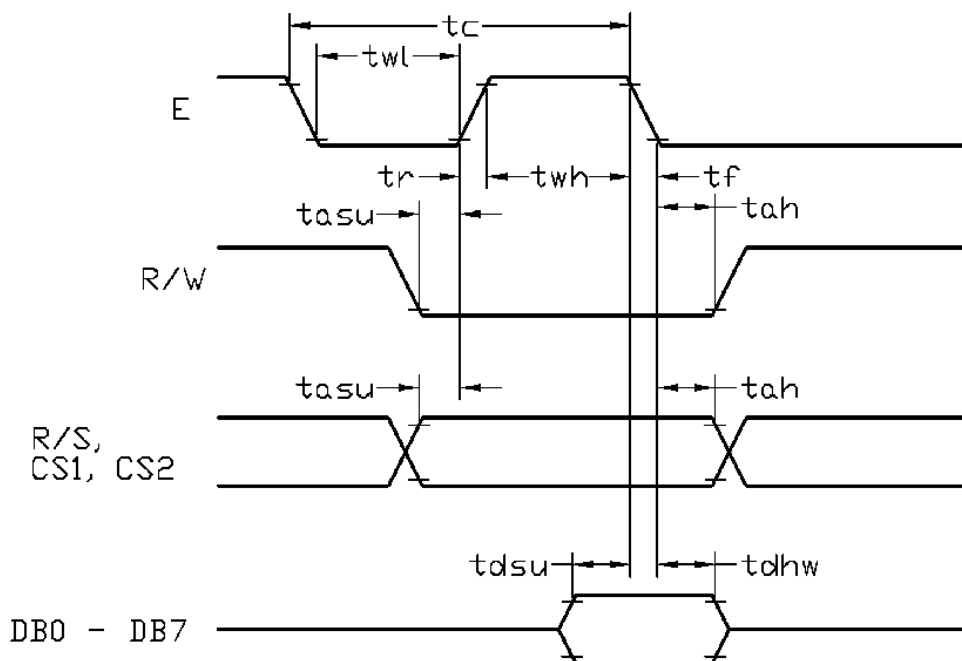 tc
twl
E
tr twh tf
tasu tah
R/W
tasu tah
R/S,
CS1, CS2
tdsu tdhw
DB0 - DB7